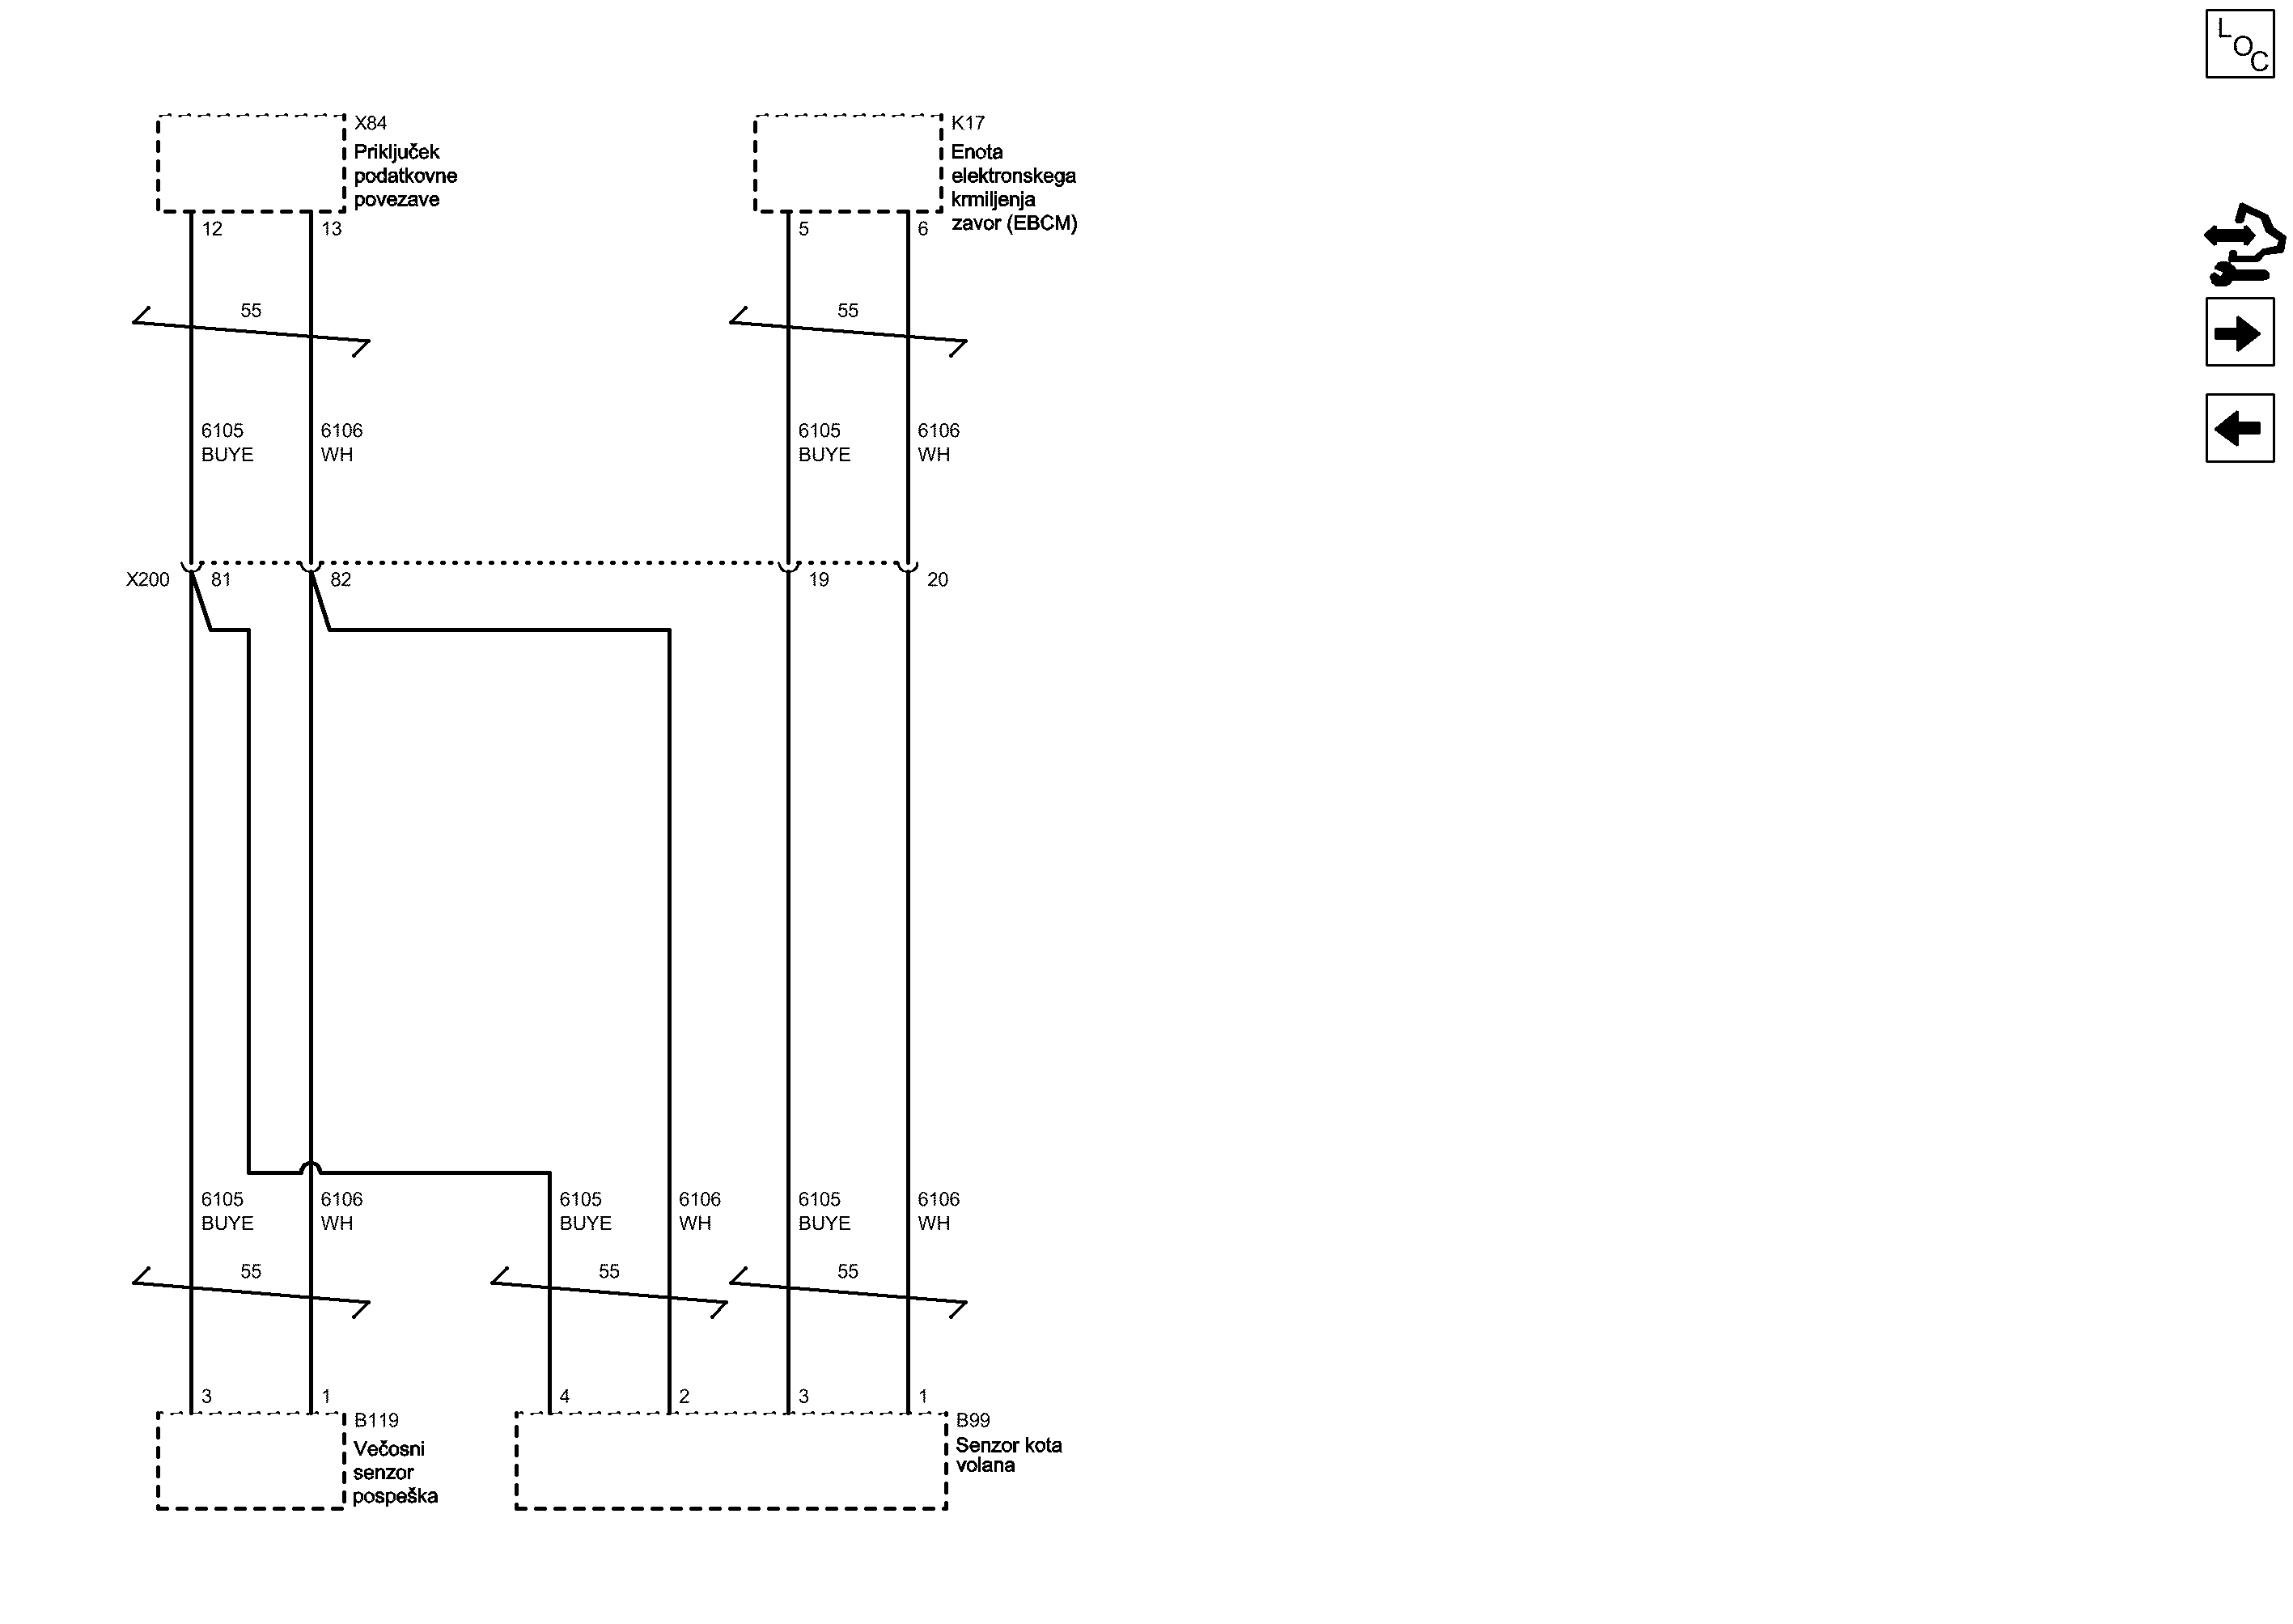 LOC
X84
Priključek
podatkovne
povezave
K17
Enota
elektronskega
krmiljenja
zavor (EBCM)
12 13 5 6
55 55
6105 6106 6105 6106
BUYE WH BUYE WH
X200 81 82 19 20
6105 6106 6105 6106 6105 6106
BUYE WH BUYE WH BUYE WH
55 55 55
3 1 4 2 3 1
B119
Večosni
senzor
pospeška
B99
Senzor kota
volana